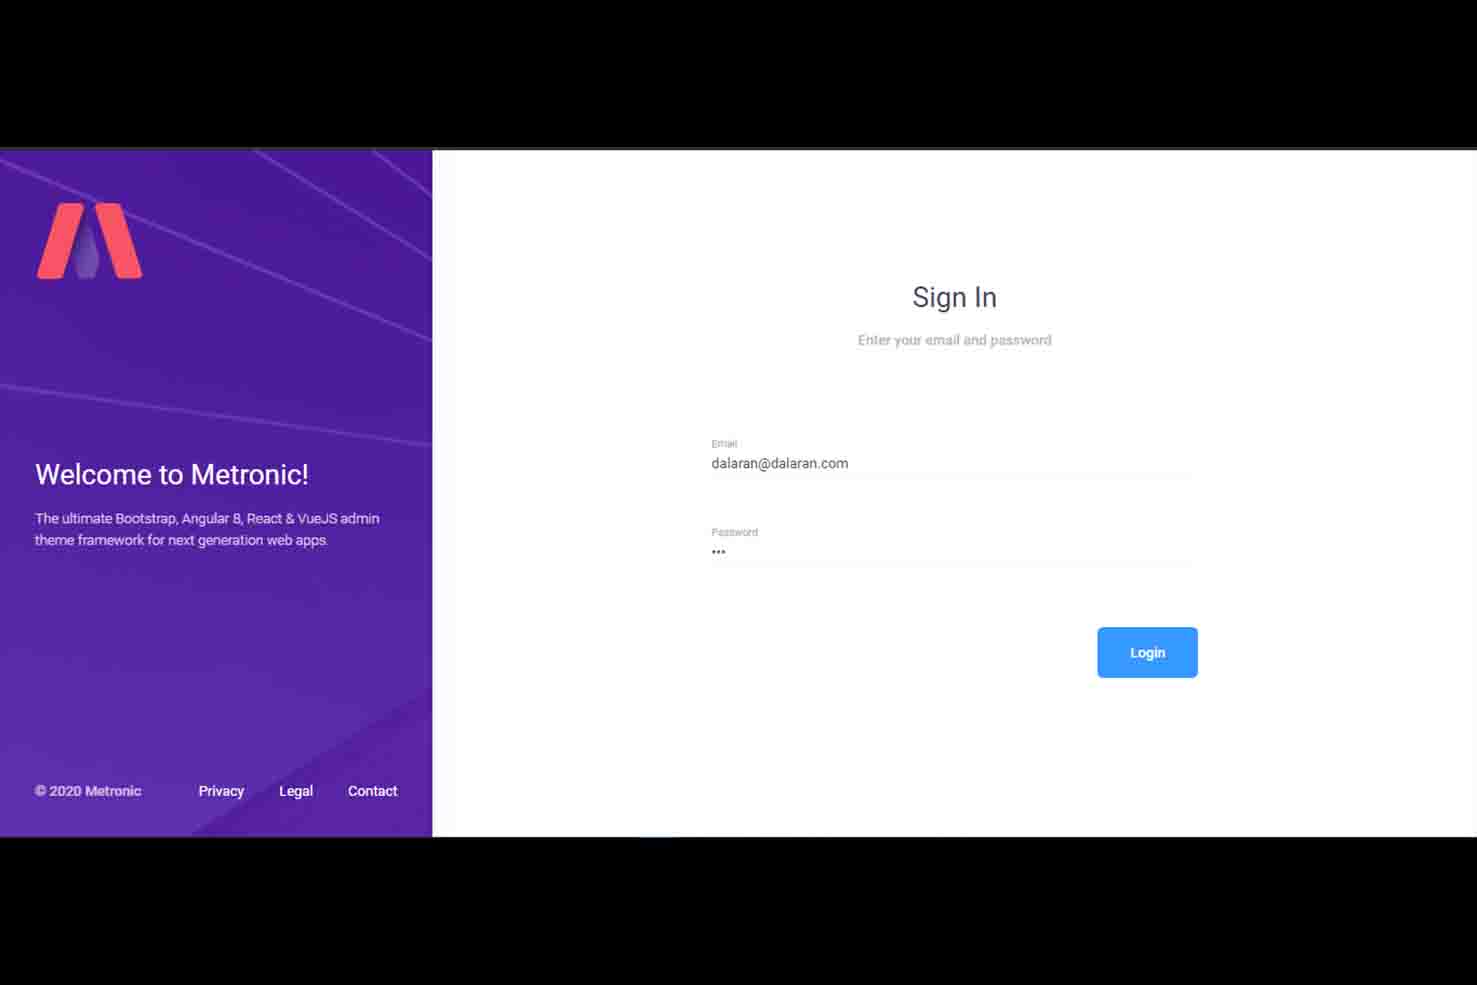 Welcome to Metronic!
The ultimate Bootstrap, Angular 8, React & VueJS admin
theme framework for next generation web apps.
© 2020 Metronic
Privacy
Legal
Contact
Sign In
Enter your email and password
Email
dalaran@dalaran.com
Password
•••
Login